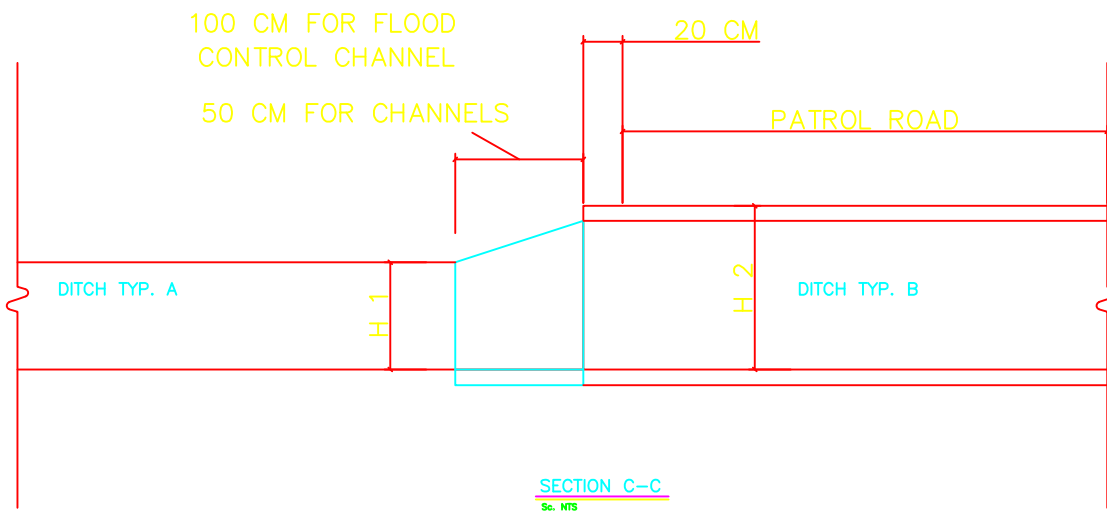 100 CM FOR FLOOD
CONTROL CHANNEL
20 CM
50 CM FOR CHANNELS
PATROL ROAD
DITCH TYP. A
H 1
H 2
DITCH TYP. B
SECTION C-C
Sc. NTS